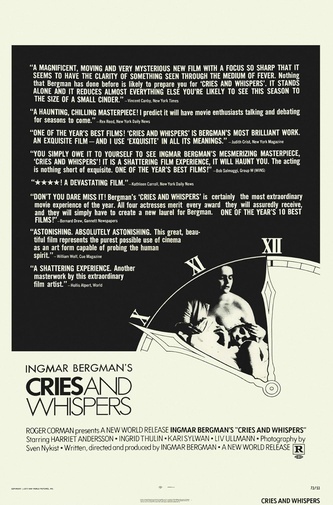 "A MAGNIFICENT, MOVING AND VERY MYSTERIOUS NEW FILM WITH A FOCUS SO SHARP THAT IT
SEEMS TO HAVE THE CLARITY OF SOMETHING SEEN THROUGH THE MEDIUM OF FEVER. Nothing
that Bergman has done before is likely to prepare you for 'CRIES AND WHISPERS'. IT STANDS
ALONE AND IT REDUCES ALMOST EVERYTHING ELSE YOU'RE LIKELY TO SEE THIS SEASON TO
THE SIZE OF A SMALL CINDER." - Vincent Canby, New York Times
"A HAUNTING, CHILLING MASTERPIECE! I predict it will have movie enthusiasts talking and debating
for seasons to come." - Rex Reed, New York Daily News
"ONE OF THE YEAR'S BEST FILMS! 'CRIES AND WHISPERS' IS BERGMAN'S MOST BRILLIANT WORK.
AN EXQUISITE FILM — AND I USE 'EXQUISITE' IN ALL ITS MEANINGS." - Judith Crist, New York Magazine
"YOU SIMPLY OWE IT TO YOURSELF TO SEE INGMAR BERGMAN'S MESMERIZING MASTERPIECE,
'CRIES AND WHISPERS'! IT IS A SHATTERING FILM EXPERIENCE, IT WILL HAUNT YOU. The acting
is nothing short of exquisite. ONE OF THE YEAR'S BEST FILMS!" - Bob Salmaggi, Group W (WINS)
"★★★★! A DEVASTATING FILM." - Kathleen Carroll, New York Daily News
"DON'T YOU DARE MISS IT! Bergman's 'CRIES AND WHISPERS' is certainly the most extraordinary
movie experience of the year. All four actresses merit every award they will assuredly receive,
and they will simply have to create a new laurel for Bergman. ONE OF THE YEAR'S 10 BEST
FILMS!" - Bernard Drew, Gannett Newspapers
"ASTONISHING. ABSOLUTELY ASTONISHING. This great, beau-
tiful film represents the purest possible use of cinema
as an art form capable of probing the human
spirit." - William Wolf, Cue Magazine
"A SHATTERING EXPERIENCE. Another
masterwork by this extraordinary
film artist." - Hollis Alpert, World
X
XI
XII
INGMAR BERGMAN'S
CRIES AND
WHISPERS
ROGER CORMAN presents A NEW WORLD RELEASE INGMAR BERGMAN'S "CRIES AND WHISPERS"
Starring HARRIET ANDERSSON • INGRID THULIN • KARI SYLWAN • LIV ULLMANN • Photography by
Sven Nykist • Written, directed and produced by INGMAR BERGMAN • A NEW WORLD RELEASE R
73/10
CRIES AND WHISPERS